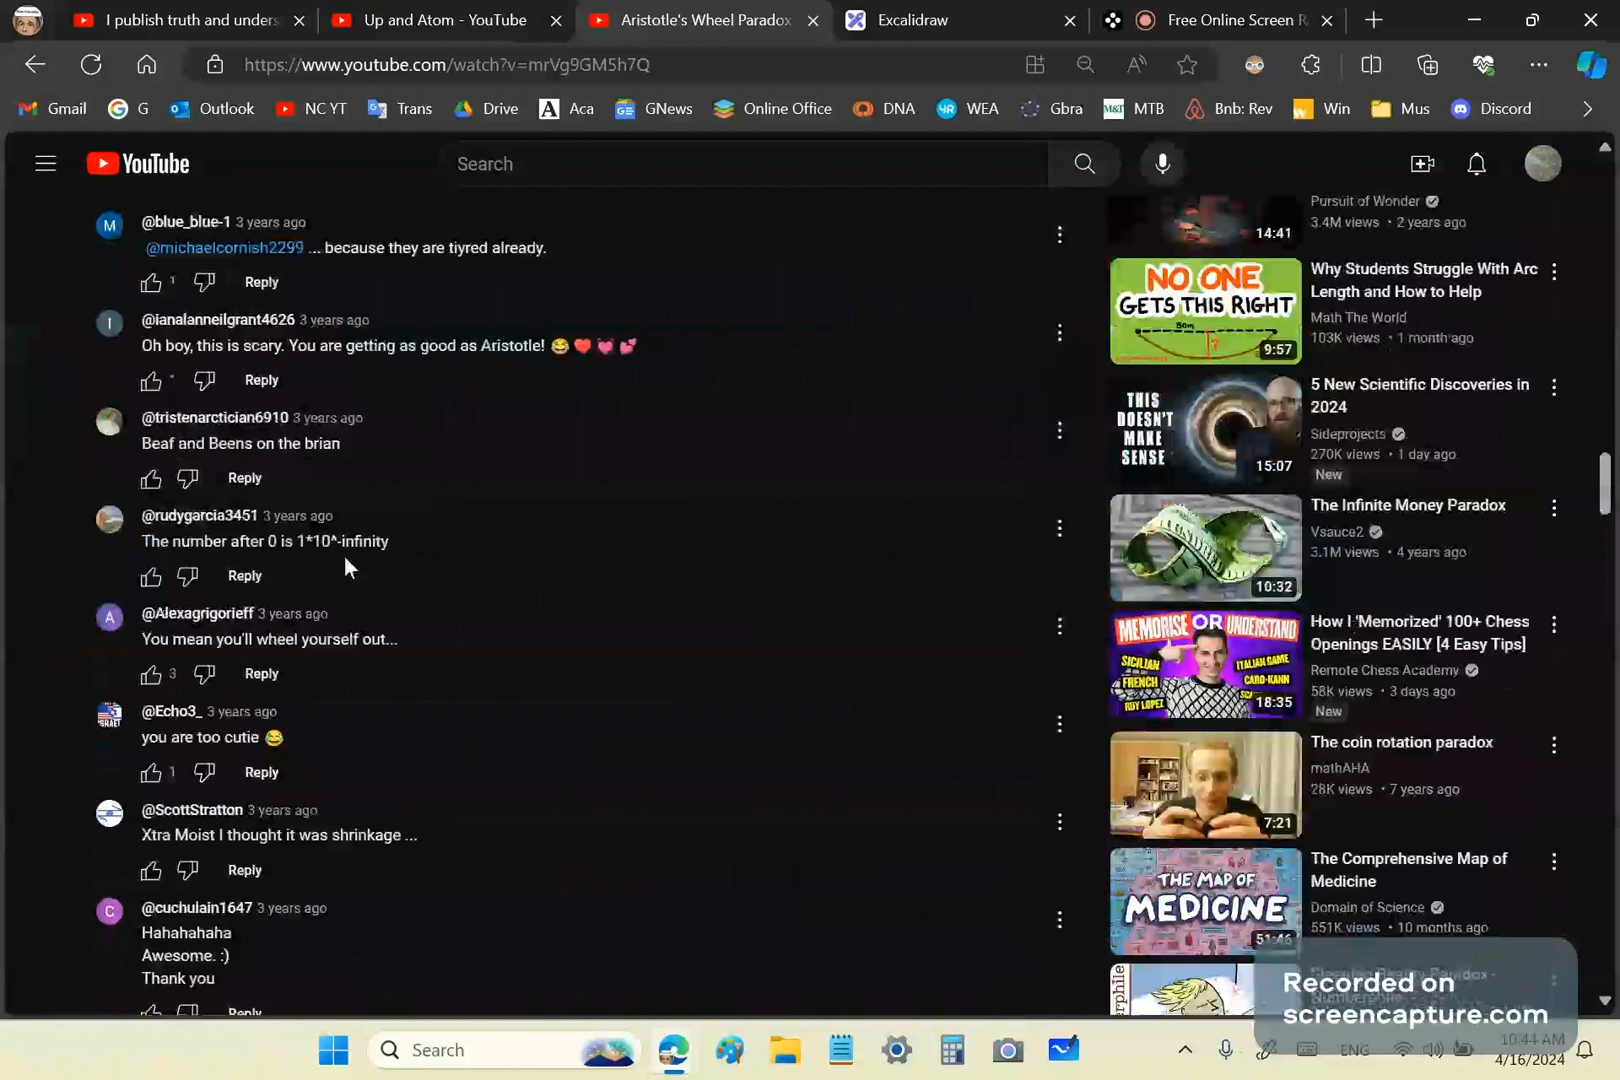 I publish truth and unders
Up and Atom - YouTube
Aristotle's Wheel Paradox
Excalidraw
Free Online Screen R
https://www.youtube.com/watch?v=mrVg9GM5h7Q
Gmail
G
Outlook
NC YT
Trans
Drive
Aca
GNews
Online Office
DNA
WEA
Gbra
MTB
Bnb: Rev
Win
Mus
Discord
YouTube
Search
@blue_blue-1 3 years ago
@michaelcornish2299 ... because they are tiyred already.
1
Reply
@ianalanneilgrant4626 3 years ago
Oh boy, this is scary. You are getting as good as Aristotle! 😂 ❤️ 💓 💕
Reply
@tristenarctician6910 3 years ago
Beaf and Beens on the brian
Reply
@rudygarcia3451 3 years ago
The number after 0 is 1*10^-infinity
Reply
@Alexagrigorieff 3 years ago
You mean you'll wheel yourself out...
3
Reply
@Echo3_ 3 years ago
you are too cutie 😂
1
Reply
@ScottStratton 3 years ago
Xtra Moist I thought it was shrinkage ...
Reply
@cuchulain1647 3 years ago
Hahahahaha
Awesome. :)
Thank you
Reply
Pursuit of Wonder
3.4M views • 2 years ago
14:41
NO ONE
GETS THIS RIGHT
9:57
Why Students Struggle With Arc
Length and How to Help
Math The World
103K views • 1 month ago
THIS
DOESN'T
MAKE
SENSE
15:07
5 New Scientific Discoveries in
2024
Sideprojects
270K views • 1 day ago
New
10:32
The Infinite Money Paradox
Vsauce2
3.1M views • 4 years ago
MEMORISE OR UNDERSTAND
SICILIAN
FRENCH
RUY LOPEZ
ITALIAN GAME
CARO-KANN
18:35
How I 'Memorized' 100+ Chess
Openings EASILY [4 Easy Tips]
Remote Chess Academy
58K views • 3 days ago
New
7:21
The coin rotation paradox
mathAHA
28K views • 7 years ago
THE MAP OF
MEDICINE
51:46
The Comprehensive Map of
Medicine
Domain of Science
551K views • 10 months ago
Recorded on
screencapture.com
Search
ENG
10:44 AM
4/16/2024